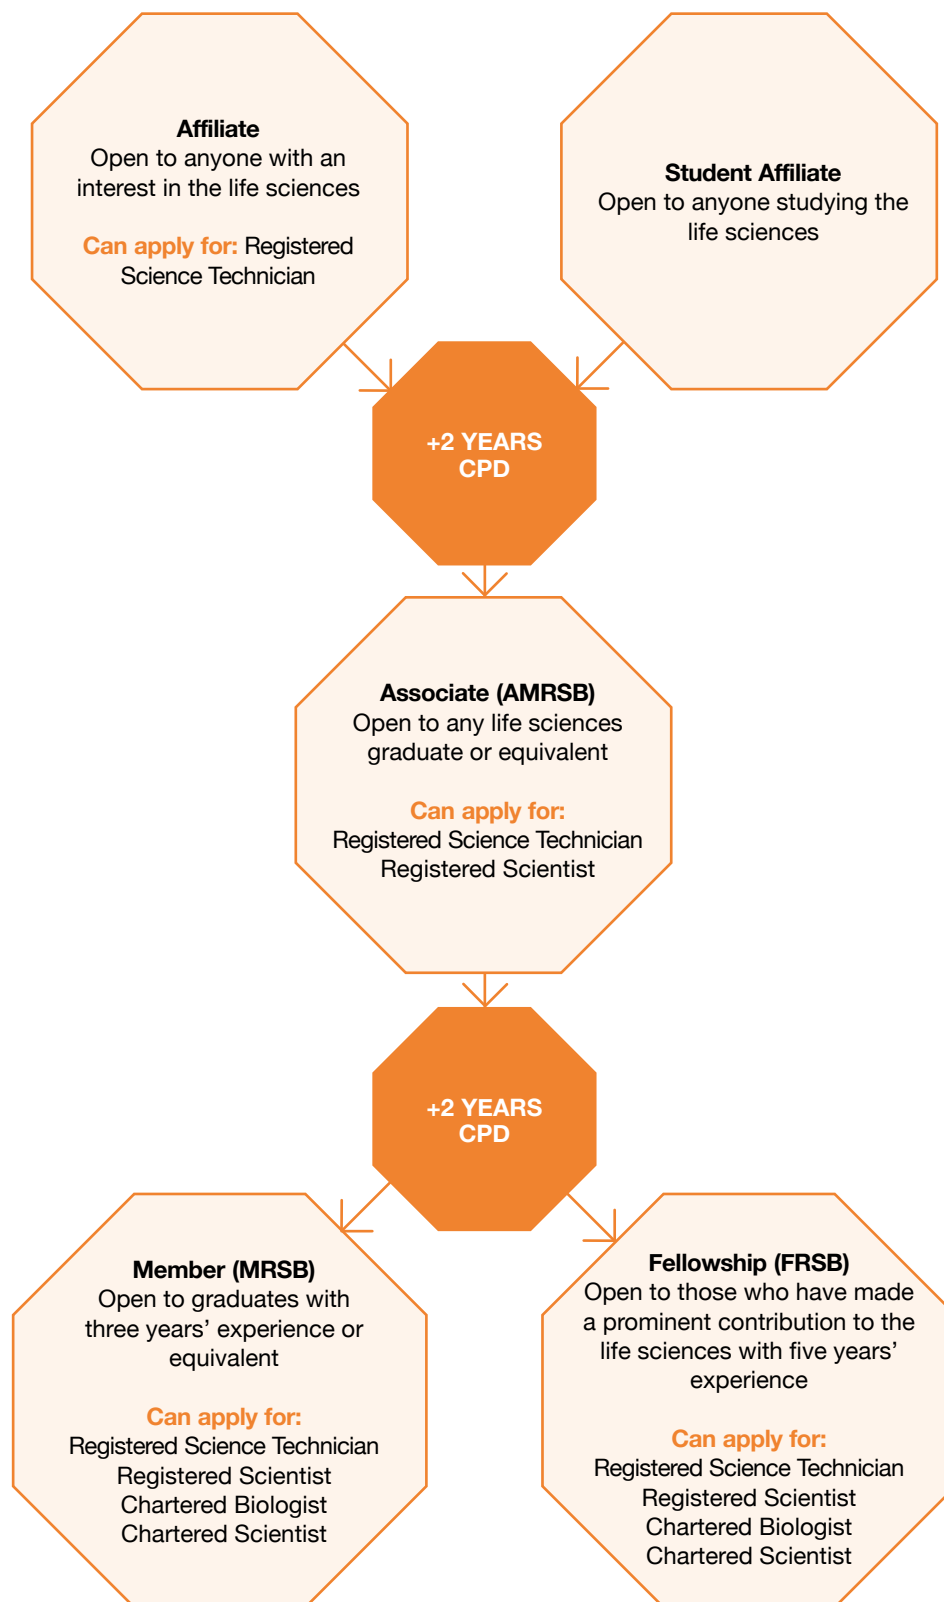 Affiliate
Open to anyone with an
interest in the life sciences
Can apply for: Registered
Science Technician
Student Affiliate
Open to anyone studying the
life sciences
+2 YEARS
CPD
Associate (AMRSB)
Open to any life sciences
graduate or equivalent
Can apply for:
Registered Science Technician
Registered Scientist
+2 YEARS
CPD
Member (MRSB)
Open to graduates with
three years’ experience or
equivalent
Can apply for:
Registered Science Technician
Registered Scientist
Chartered Biologist
Chartered Scientist
Fellowship (FRSB)
Open to those who have made
a prominent contribution to the
life sciences with five years’
experience
Can apply for:
Registered Science Technician
Registered Scientist
Chartered Biologist
Chartered Scientist